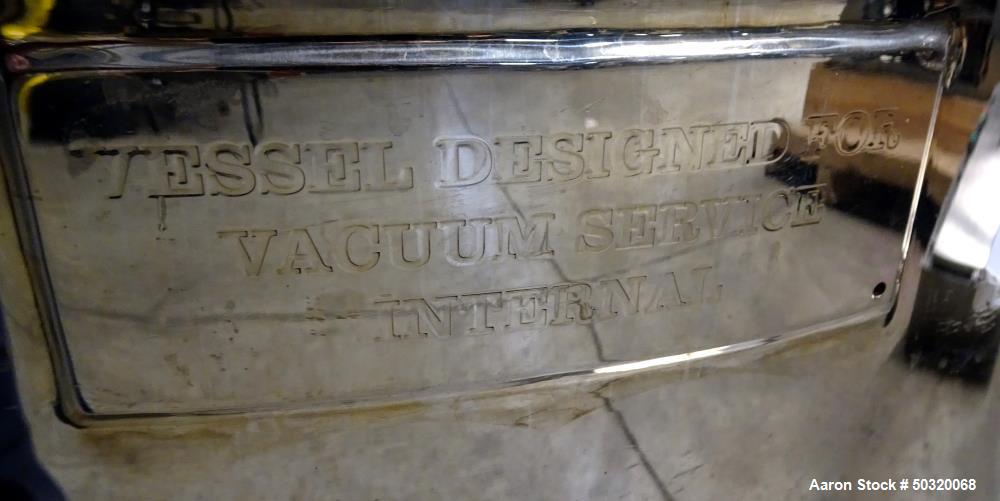 VESSEL DESIGNED FOR
VACUUM SERVICE
INTERNAL
Aaron Stock # 50320068